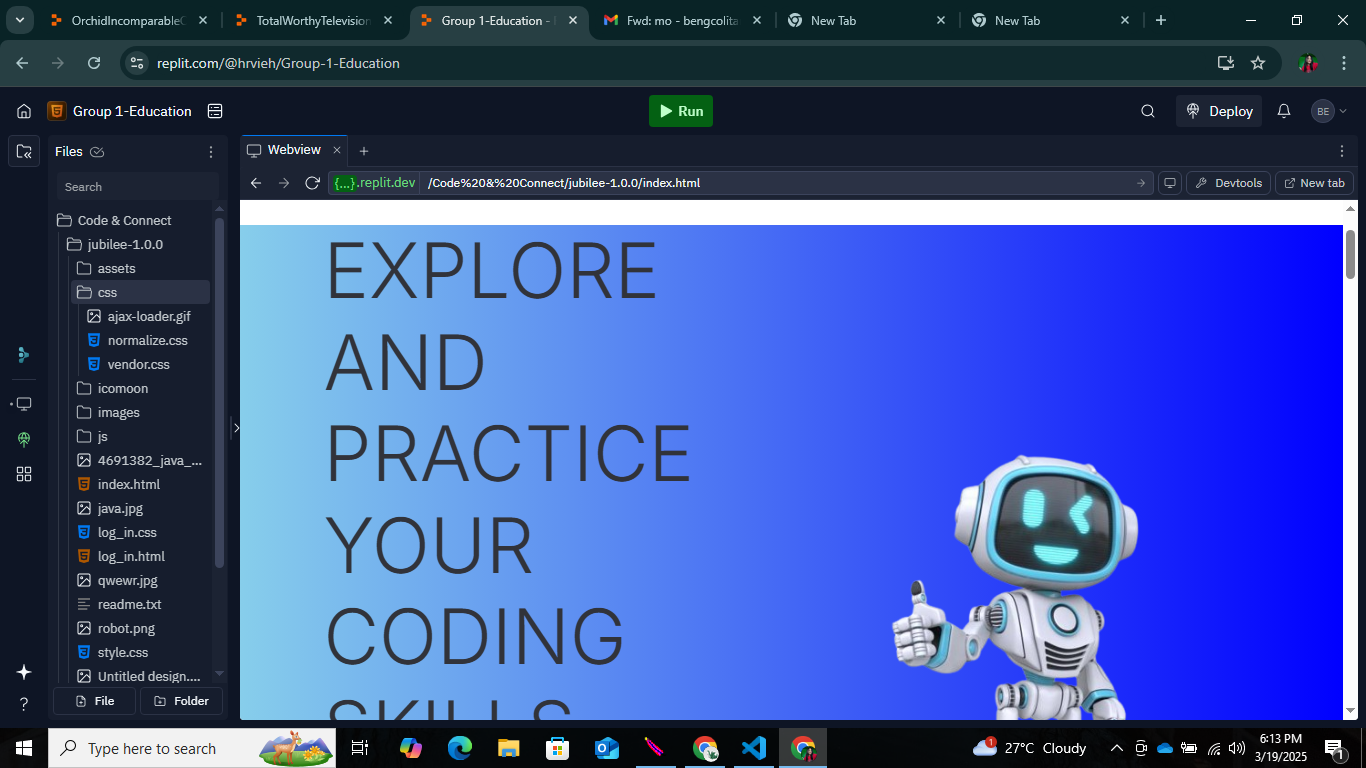 OrchidIncomparableC
TotalWorthyTelevision
Group 1-Education -
Fwd: mo - bengcolita
New Tab
New Tab
replit.com/@hrvieh/Group-1-Education
Group 1-Education
Run
Deploy
BE
Files
Webview
Search
{...}.replit.dev
/Code%20&%20Connect/jubilee-1.0.0/index.html
Devtools
New tab
Code & Connect
jubilee-1.0.0
assets
css
ajax-loader.gif
normalize.css
vendor.css
icomoon
images
js
4691382_java_...
index.html
java.jpg
log_in.css
log_in.html
qwewr.jpg
readme.txt
robot.png
style.css
Untitled design....
File
Folder
EXPLORE
AND
PRACTICE
YOUR
CODING
SKILLS
Type here to search
1
27°C Cloudy
6:13 PM
3/19/2025
1